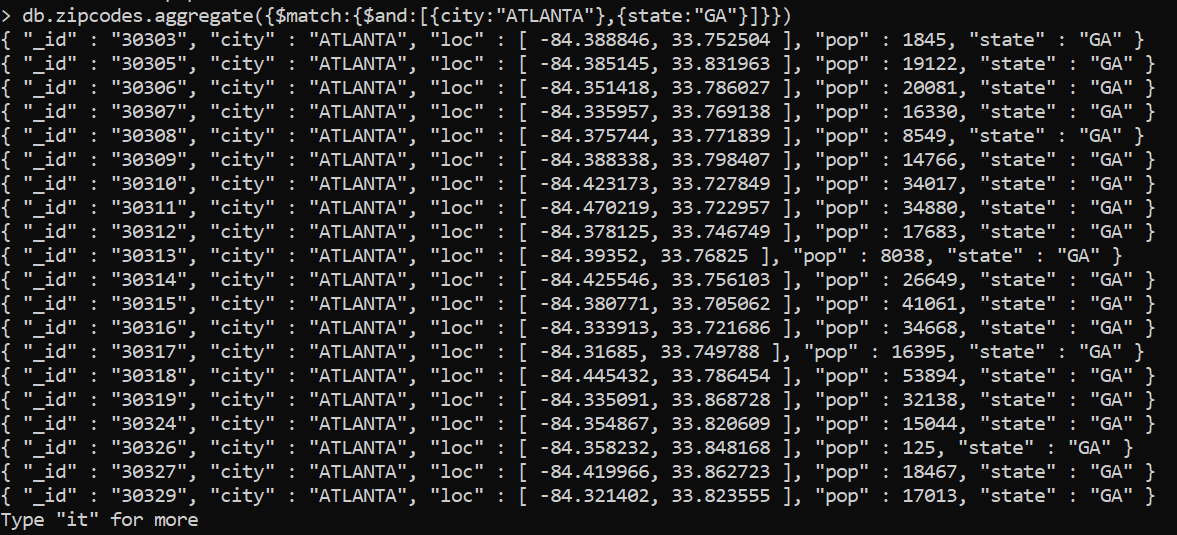 > db.zipcodes.aggregate({$match:{$and:[{city:"ATLANTA"},{state:"GA"}]}})
{ "_id" : "30303", "city" : "ATLANTA", "loc" : [ -84.388846, 33.752504 ], "pop" : 1845, "state" : "GA" }
{ "_id" : "30305", "city" : "ATLANTA", "loc" : [ -84.385145, 33.831963 ], "pop" : 19122, "state" : "GA" }
{ "_id" : "30306", "city" : "ATLANTA", "loc" : [ -84.351418, 33.786027 ], "pop" : 20081, "state" : "GA" }
{ "_id" : "30307", "city" : "ATLANTA", "loc" : [ -84.335957, 33.769138 ], "pop" : 16330, "state" : "GA" }
{ "_id" : "30308", "city" : "ATLANTA", "loc" : [ -84.375744, 33.771839 ], "pop" : 8549, "state" : "GA" }
{ "_id" : "30309", "city" : "ATLANTA", "loc" : [ -84.388338, 33.798407 ], "pop" : 14766, "state" : "GA" }
{ "_id" : "30310", "city" : "ATLANTA", "loc" : [ -84.423173, 33.727849 ], "pop" : 34017, "state" : "GA" }
{ "_id" : "30311", "city" : "ATLANTA", "loc" : [ -84.470219, 33.722957 ], "pop" : 34880, "state" : "GA" }
{ "_id" : "30312", "city" : "ATLANTA", "loc" : [ -84.378125, 33.746749 ], "pop" : 17683, "state" : "GA" }
{ "_id" : "30313", "city" : "ATLANTA", "loc" : [ -84.39352, 33.76825 ], "pop" : 8038, "state" : "GA" }
{ "_id" : "30314", "city" : "ATLANTA", "loc" : [ -84.425546, 33.756103 ], "pop" : 26649, "state" : "GA" }
{ "_id" : "30315", "city" : "ATLANTA", "loc" : [ -84.380771, 33.705062 ], "pop" : 41061, "state" : "GA" }
{ "_id" : "30316", "city" : "ATLANTA", "loc" : [ -84.333913, 33.721686 ], "pop" : 34668, "state" : "GA" }
{ "_id" : "30317", "city" : "ATLANTA", "loc" : [ -84.31685, 33.749788 ], "pop" : 16395, "state" : "GA" }
{ "_id" : "30318", "city" : "ATLANTA", "loc" : [ -84.445432, 33.786454 ], "pop" : 53894, "state" : "GA" }
{ "_id" : "30319", "city" : "ATLANTA", "loc" : [ -84.335091, 33.868728 ], "pop" : 32138, "state" : "GA" }
{ "_id" : "30324", "city" : "ATLANTA", "loc" : [ -84.354867, 33.820609 ], "pop" : 15044, "state" : "GA" }
{ "_id" : "30326", "city" : "ATLANTA", "loc" : [ -84.358232, 33.848168 ], "pop" : 125, "state" : "GA" }
{ "_id" : "30327", "city" : "ATLANTA", "loc" : [ -84.419966, 33.862723 ], "pop" : 18467, "state" : "GA" }
{ "_id" : "30329", "city" : "ATLANTA", "loc" : [ -84.321402, 33.823555 ], "pop" : 17013, "state" : "GA" }
Type "it" for more